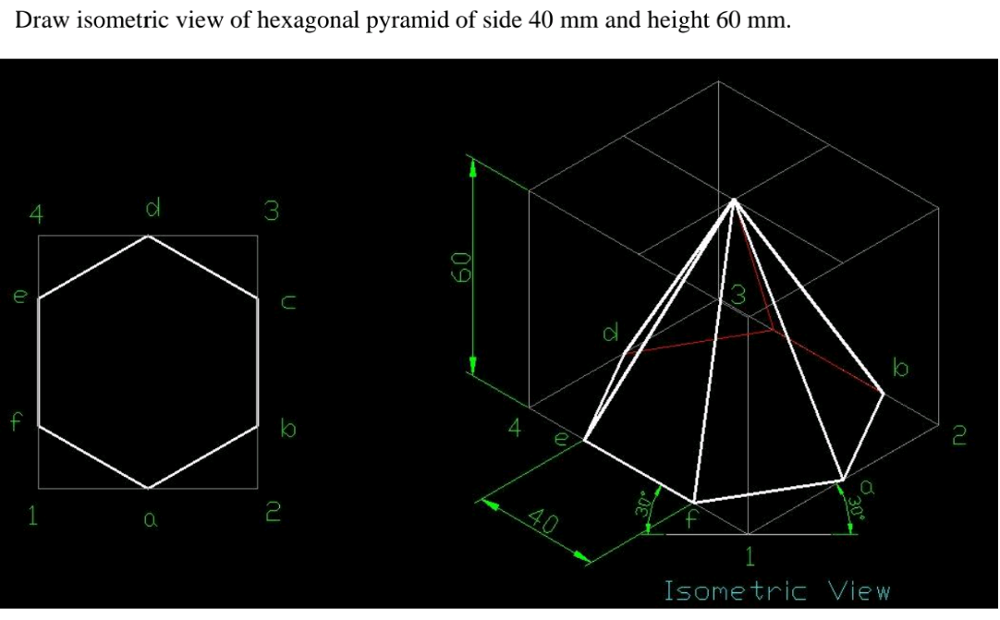 Draw isometric view of hexagonal pyramid of side 40 mm and height 60 mm.
4 d 3
e c
f b
1 a 2
60
3
d
b
4 e 2
a
40 30° f 30°
1
Isometric View